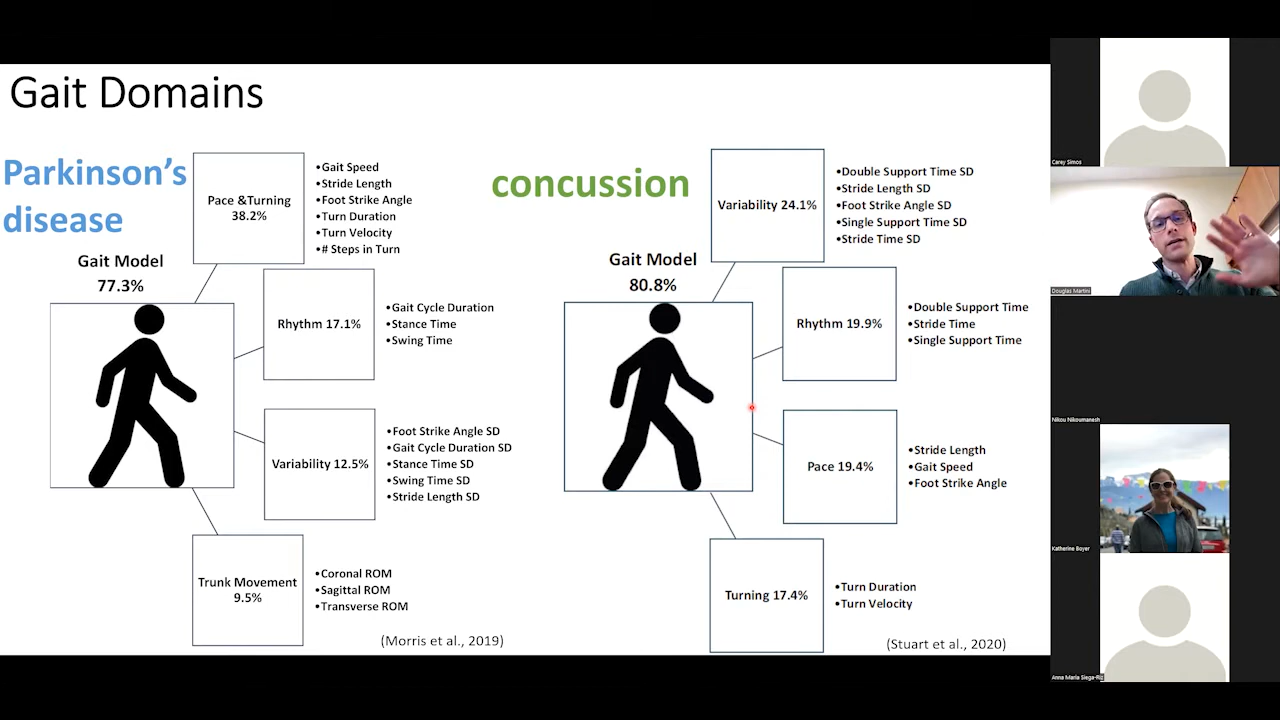 Gait Domains
Parkinson's
disease
Gait Model
77.3%
Pace &Turning
38.2%
•Gait Speed
•Stride Length
•Foot Strike Angle
•Turn Duration
•Turn Velocity
•# Steps in Turn
Rhythm 17.1%
•Gait Cycle Duration
•Stance Time
•Swing Time
Variability 12.5%
•Foot Strike Angle SD
•Gait Cycle Duration SD
•Stance Time SD
•Swing Time SD
•Stride Length SD
Trunk Movement
9.5%
•Coronal ROM
•Sagittal ROM
•Transverse ROM
(Morris et al., 2019)
concussion
Gait Model
80.8%
Variability 24.1%
•Double Support Time SD
•Stride Length SD
•Foot Strike Angle SD
•Single Support Time SD
•Stride Time SD
Rhythm 19.9%
•Double Support Time
•Stride Time
•Single Support Time
Pace 19.4%
•Stride Length
•Gait Speed
•Foot Strike Angle
Turning 17.4%
•Turn Duration
•Turn Velocity
(Stuart et al., 2020)
Carey Simos
Douglas Martini
Nikou Nikoumanesh
Katherine Boyer
Anna Maria Siega-Riz